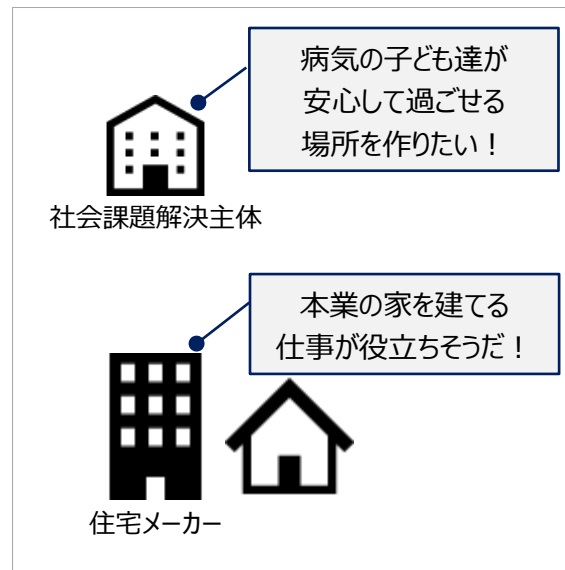 病気の子ども達が
安心して過ごせる
場所を作りたい！
社会課題解決主体
本業の家を建てる
仕事が役立ちそうだ！
住宅メーカー